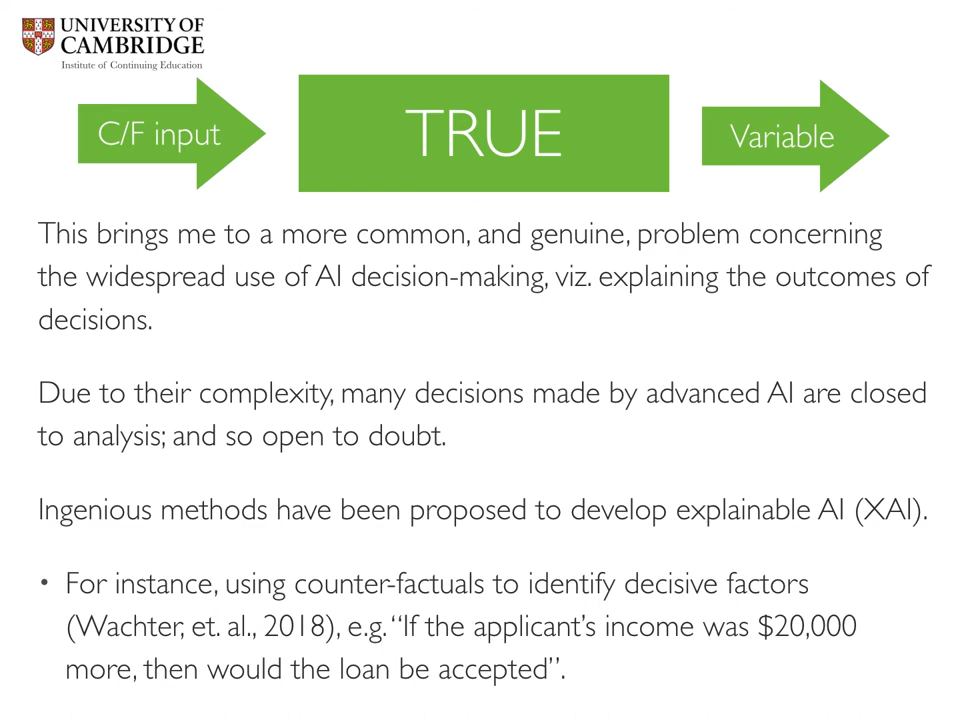 UNIVERSITY OF
CAMBRIDGE
Institute of Continuing Education
C/F input
TRUE
Variable
This brings me to a more common, and genuine, problem concerning
the widespread use of AI decision-making, viz. explaining the outcomes of
decisions.
Due to their complexity, many decisions made by advanced AI are closed
to analysis; and so open to doubt.
Ingenious methods have been proposed to develop explainable AI (XAI).
• For instance, using counter-factuals to identify decisive factors
(Wachter, et. al., 2018), e.g. “If the applicant’s income was $20,000
more, then would the loan be accepted”.